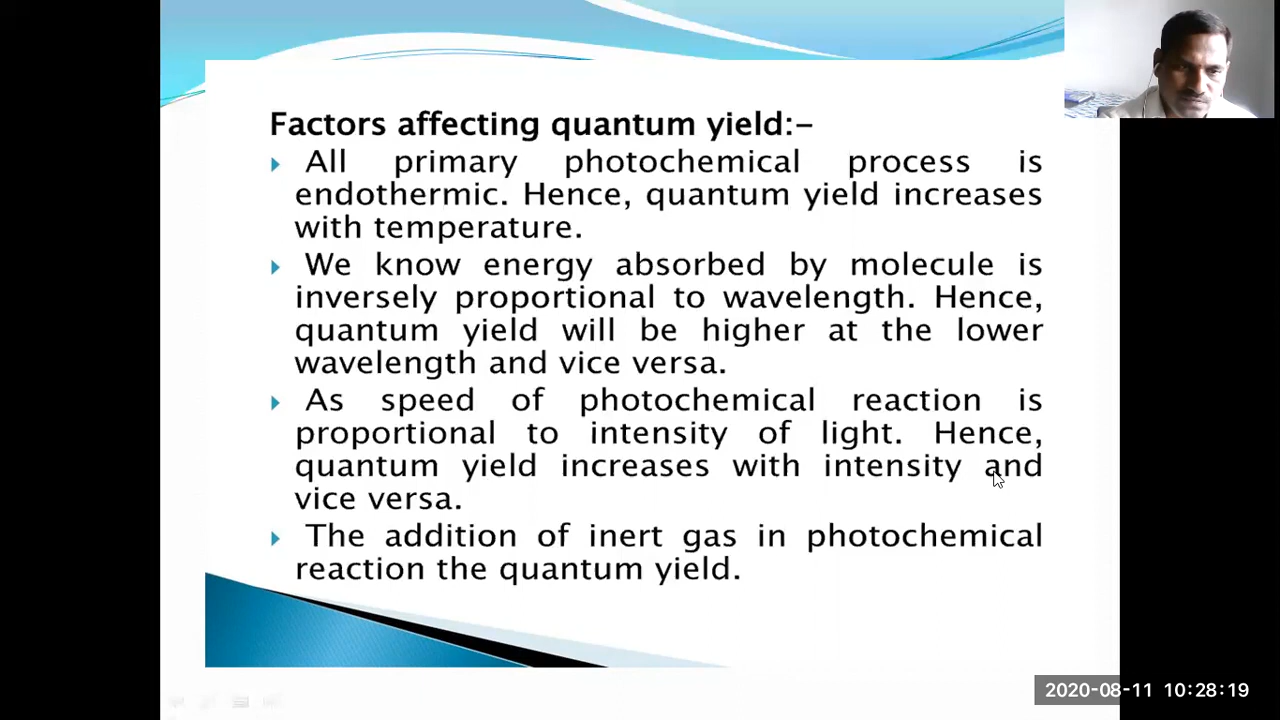 Factors affecting quantum yield:-
All primary photochemical process is
endothermic. Hence, quantum yield increases
with temperature.
We know energy absorbed by molecule is
inversely proportional to wavelength. Hence,
quantum yield will be higher at the lower
wavelength and vice versa.
As speed of photochemical reaction is
proportional to intensity of light. Hence,
quantum yield increases with intensity and
vice versa.
The addition of inert gas in photochemical
reaction the quantum yield.
2020-08-11 10:28:19